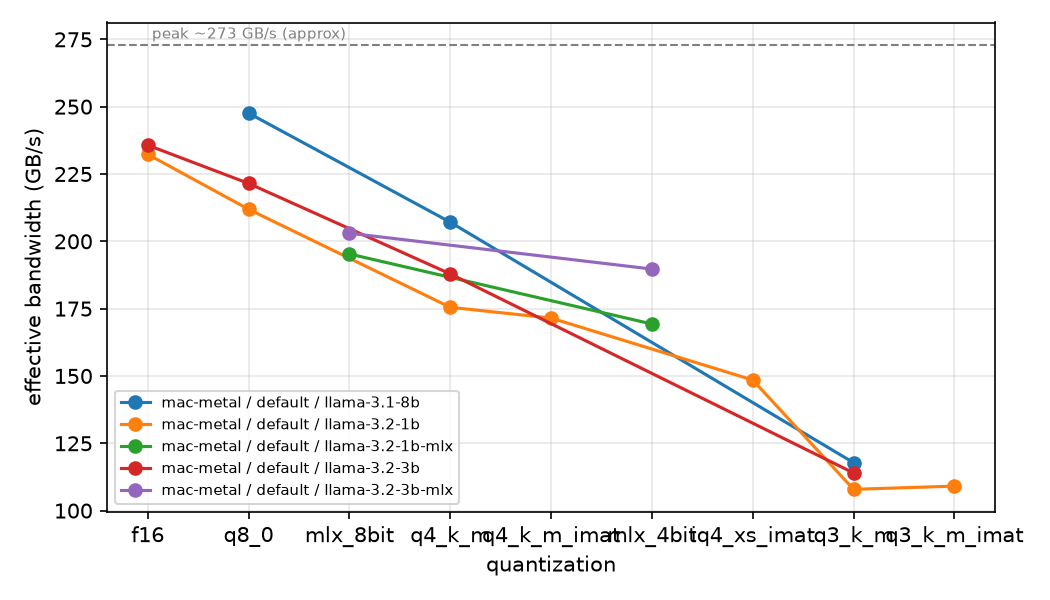 peak ~273 GB/s (approx)
275
250
225
200
175
150
125
100
effective bandwidth (GB/s)
mac-metal / default / llama-3.1-8b
mac-metal / default / llama-3.2-1b
mac-metal / default / llama-3.2-1b-mlx
mac-metal / default / llama-3.2-3b
mac-metal / default / llama-3.2-3b-mlx
f16 q8_0 mlx_8bit q4_k_m q4_k_m_imat mlx_4bit iq4_xs_imat q3_k_m q3_k_m_imat
quantization